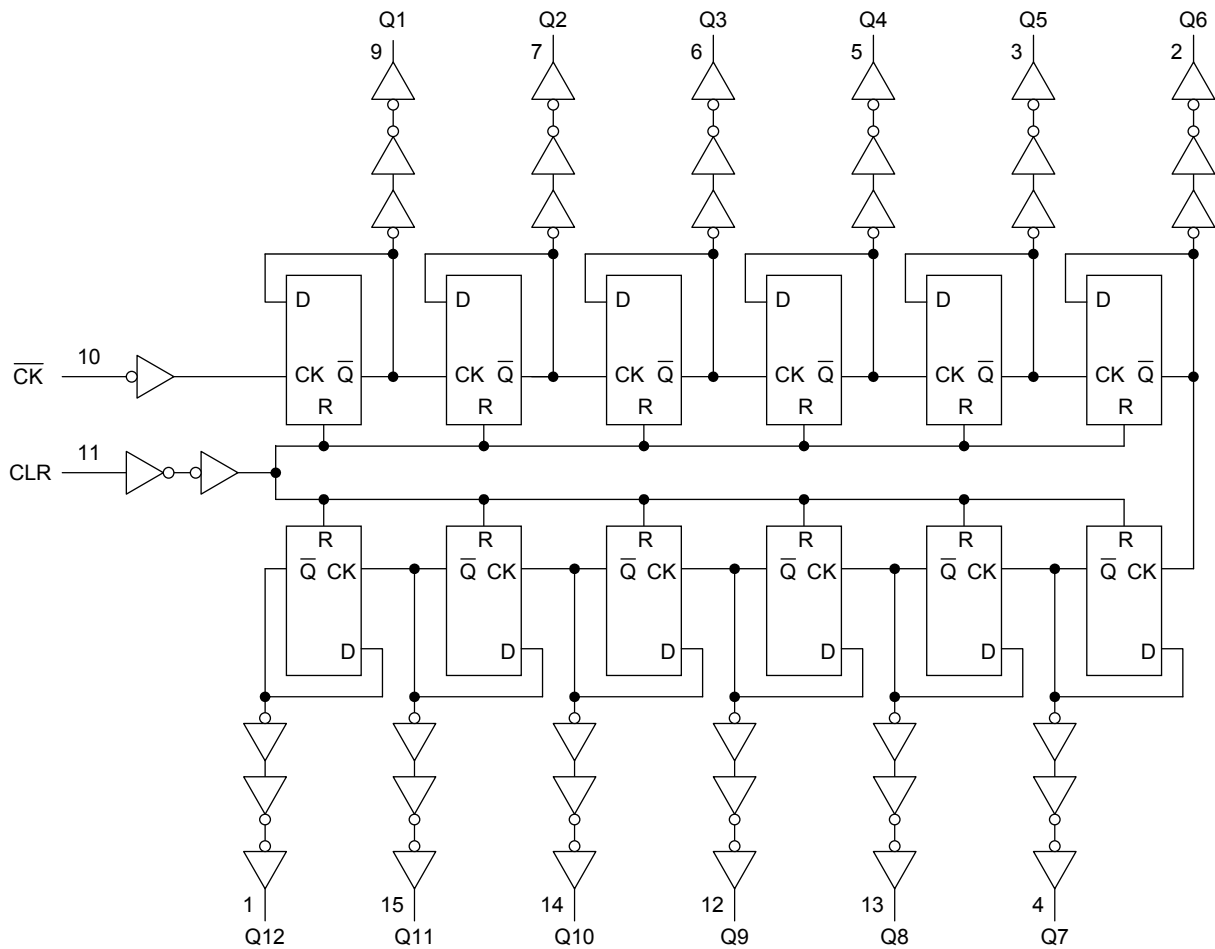 Q1 Q2 Q3 Q4 Q5 Q6
9 7 6 5 3 2
D D D D D D
C̅K̅ 10 CK Q̅ CK Q̅ CK Q̅ CK Q̅ CK Q̅ CK Q̅
R R R R R R
CLR 11
R R R R R R
Q̅ CK Q̅ CK Q̅ CK Q̅ CK Q̅ CK Q̅ CK
D D D D D D
1 15 14 12 13 4
Q12 Q11 Q10 Q9 Q8 Q7